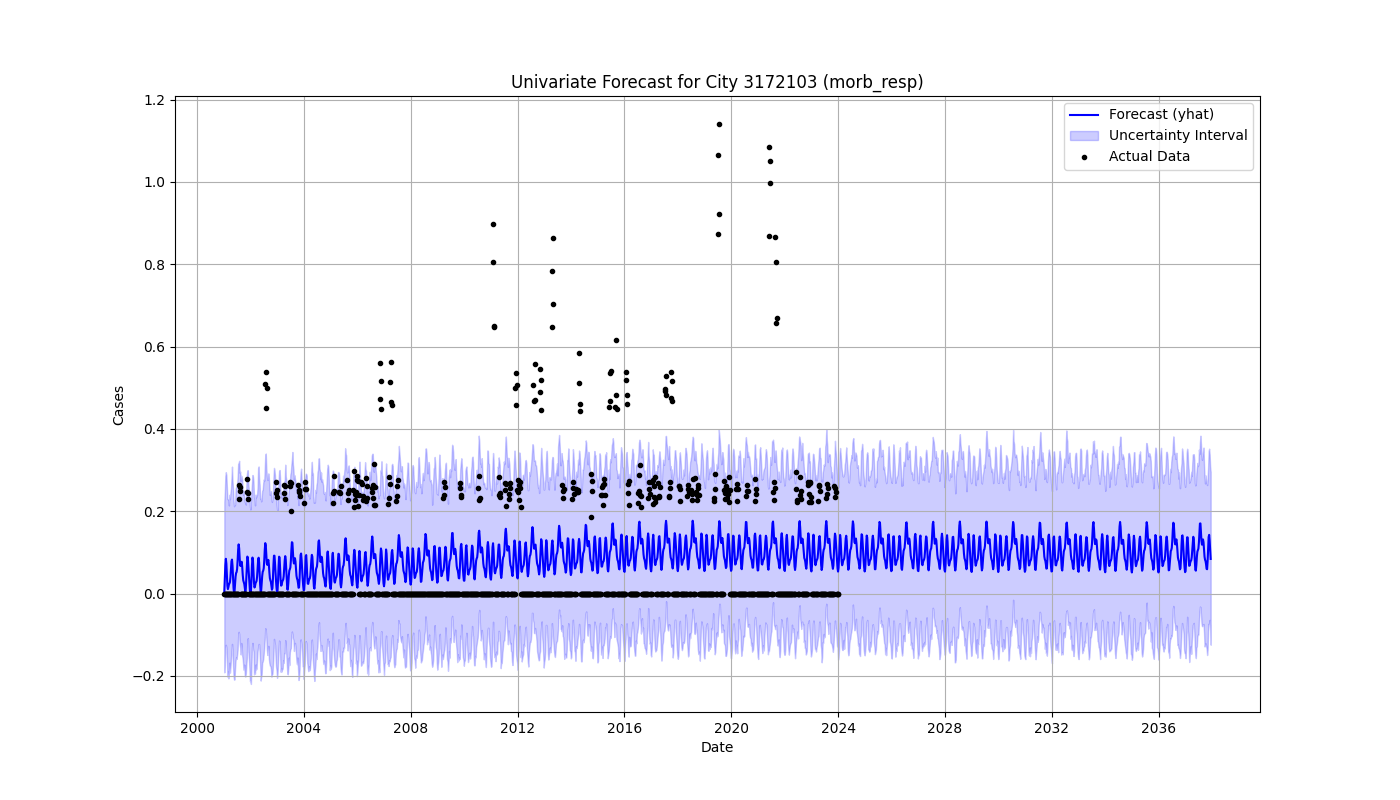 Univariate Forecast for City 3172103 (morb_resp)
Forecast (yhat)
Uncertainty Interval
Actual Data
Cases
1.2
1.0
0.8
0.6
0.4
0.2
0.0
−0.2
2000 2004 2008 2012 2016 2020 2024 2028 2032 2036
Date